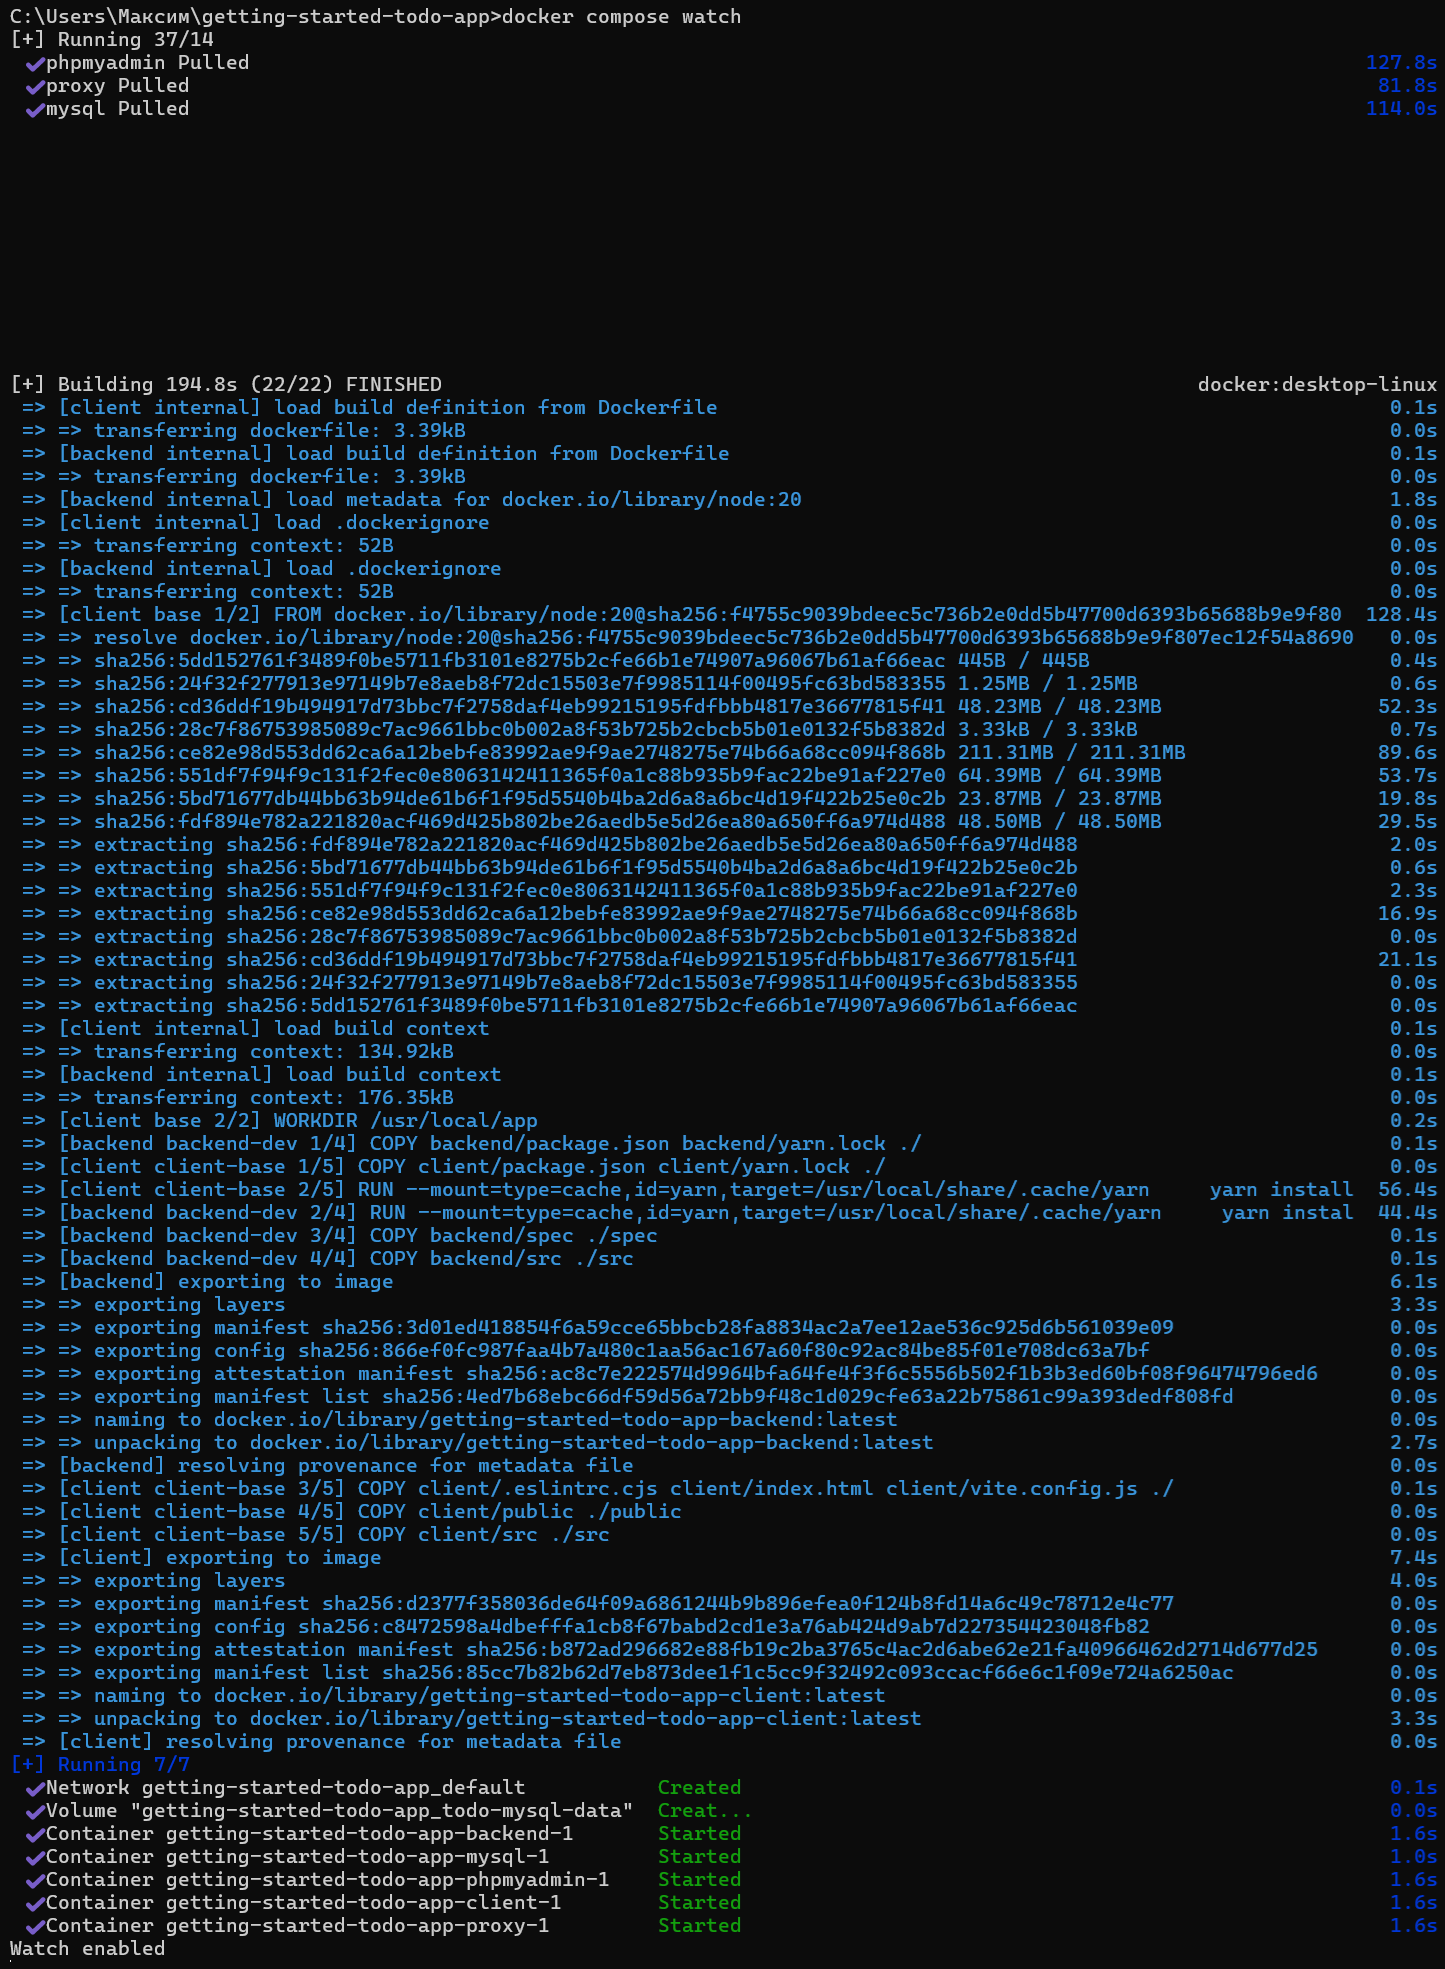 C:\Users\Максим\getting-started-todo-app>docker compose watch
[+] Running 37/14
✔phpmyadmin Pulled 127.8s
✔proxy Pulled 81.8s
✔mysql Pulled 114.0s
[+] Building 194.8s (22/22) FINISHED docker:desktop-linux
=> [client internal] load build definition from Dockerfile 0.1s
=> => transferring dockerfile: 3.39kB 0.0s
=> [backend internal] load build definition from Dockerfile 0.1s
=> => transferring dockerfile: 3.39kB 0.0s
=> [backend internal] load metadata for docker.io/library/node:20 1.8s
=> [client internal] load .dockerignore 0.0s
=> => transferring context: 52B 0.0s
=> [backend internal] load .dockerignore 0.0s
=> => transferring context: 52B 0.0s
=> [client base 1/2] FROM docker.io/library/node:20@sha256:f4755c9039bdeec5c736b2e0dd5b47700d6393b65688b9e9f80 128.4s
=> => resolve docker.io/library/node:20@sha256:f4755c9039bdeec5c736b2e0dd5b47700d6393b65688b9e9f807ec12f54a8690 0.0s
=> => sha256:5dd152761f3489f0be5711fb3101e8275b2cfe66b1e74907a96067b61af66eac 445B / 445B 0.4s
=> => sha256:24f32f277913e97149b7e8aeb8f72dc15503e7f9985114f00495fc63bd583355 1.25MB / 1.25MB 0.6s
=> => sha256:cd36ddf19b494917d73bbc7f2758daf4eb99215195fdfbbb4817e36677815f41 48.23MB / 48.23MB 52.3s
=> => sha256:28c7f86753985089c7ac9661bbc0b002a8f53b725b2cbcb5b01e0132f5b8382d 3.33kB / 3.33kB 0.7s
=> => sha256:ce82e98d553dd62ca6a12bebfe83992ae9f9ae2748275e74b66a68cc094f868b 211.31MB / 211.31MB 89.6s
=> => sha256:551df7f94f9c131f2fec0e8063142411365f0a1c88b935b9fac22be91af227e0 64.39MB / 64.39MB 53.7s
=> => sha256:5bd71677db44bb63b94de61b6f1f95d5540b4ba2d6a8a6bc4d19f422b25e0c2b 23.87MB / 23.87MB 19.8s
=> => sha256:fdf894e782a221820acf469d425b802be26aedb5e5d26ea80a650ff6a974d488 48.50MB / 48.50MB 29.5s
=> => extracting sha256:fdf894e782a221820acf469d425b802be26aedb5e5d26ea80a650ff6a974d488 2.0s
=> => extracting sha256:5bd71677db44bb63b94de61b6f1f95d5540b4ba2d6a8a6bc4d19f422b25e0c2b 0.6s
=> => extracting sha256:551df7f94f9c131f2fec0e8063142411365f0a1c88b935b9fac22be91af227e0 2.3s
=> => extracting sha256:ce82e98d553dd62ca6a12bebfe83992ae9f9ae2748275e74b66a68cc094f868b 16.9s
=> => extracting sha256:28c7f86753985089c7ac9661bbc0b002a8f53b725b2cbcb5b01e0132f5b8382d 0.0s
=> => extracting sha256:cd36ddf19b494917d73bbc7f2758daf4eb99215195fdfbbb4817e36677815f41 21.1s
=> => extracting sha256:24f32f277913e97149b7e8aeb8f72dc15503e7f9985114f00495fc63bd583355 0.0s
=> => extracting sha256:5dd152761f3489f0be5711fb3101e8275b2cfe66b1e74907a96067b61af66eac 0.0s
=> [client internal] load build context 0.1s
=> => transferring context: 134.92kB 0.0s
=> [backend internal] load build context 0.1s
=> => transferring context: 176.35kB 0.0s
=> [client base 2/2] WORKDIR /usr/local/app 0.2s
=> [backend backend-dev 1/4] COPY backend/package.json backend/yarn.lock ./ 0.1s
=> [client client-base 1/5] COPY client/package.json client/yarn.lock ./ 0.0s
=> [client client-base 2/5] RUN --mount=type=cache,id=yarn,target=/usr/local/share/.cache/yarn yarn install 56.4s
=> [backend backend-dev 2/4] RUN --mount=type=cache,id=yarn,target=/usr/local/share/.cache/yarn yarn instal 44.4s
=> [backend backend-dev 3/4] COPY backend/spec ./spec 0.1s
=> [backend backend-dev 4/4] COPY backend/src ./src 0.1s
=> [backend] exporting to image 6.1s
=> => exporting layers 3.3s
=> => exporting manifest sha256:3d01ed418854f6a59cce65bbcb28fa8834ac2a7ee12ae536c925d6b561039e09 0.0s
=> => exporting config sha256:866ef0fc987faa4b7a480c1aa56ac167a60f80c92ac84be85f01e708dc63a7bf 0.0s
=> => exporting attestation manifest sha256:ac8c7e222574d9964bfa64fe4f3f6c5556b502f1b3b3ed60bf08f96474796ed6 0.0s
=> => exporting manifest list sha256:4ed7b68ebc66df59d56a72bb9f48c1d029cfe63a22b75861c99a393dedf808fd 0.0s
=> => naming to docker.io/library/getting-started-todo-app-backend:latest 0.0s
=> => unpacking to docker.io/library/getting-started-todo-app-backend:latest 2.7s
=> [backend] resolving provenance for metadata file 0.0s
=> [client client-base 3/5] COPY client/.eslintrc.cjs client/index.html client/vite.config.js ./ 0.1s
=> [client client-base 4/5] COPY client/public ./public 0.0s
=> [client client-base 5/5] COPY client/src ./src 0.0s
=> [client] exporting to image 7.4s
=> => exporting layers 4.0s
=> => exporting manifest sha256:d2377f358036de64f09a6861244b9b896efea0f124b8fd14a6c49c78712e4c77 0.0s
=> => exporting config sha256:c8472598a4dbefffa1cb8f67babd2cd1e3a76ab424d9ab7d227354423048fb82 0.0s
=> => exporting attestation manifest sha256:b872ad296682e88fb19c2ba3765c4ac2d6abe62e21fa40966462d2714d677d25 0.0s
=> => exporting manifest list sha256:85cc7b82b62d7eb873dee1f1c5cc9f32492c093ccacf66e6c1f09e724a6250ac 0.0s
=> => naming to docker.io/library/getting-started-todo-app-client:latest 0.0s
=> => unpacking to docker.io/library/getting-started-todo-app-client:latest 3.3s
=> [client] resolving provenance for metadata file 0.0s
[+] Running 7/7
✔Network getting-started-todo-app_default Created 0.1s
✔Volume "getting-started-todo-app_todo-mysql-data" Creat... 0.0s
✔Container getting-started-todo-app-backend-1 Started 1.6s
✔Container getting-started-todo-app-mysql-1 Started 1.0s
✔Container getting-started-todo-app-phpmyadmin-1 Started 1.6s
✔Container getting-started-todo-app-client-1 Started 1.6s
✔Container getting-started-todo-app-proxy-1 Started 1.6s
Watch enabled